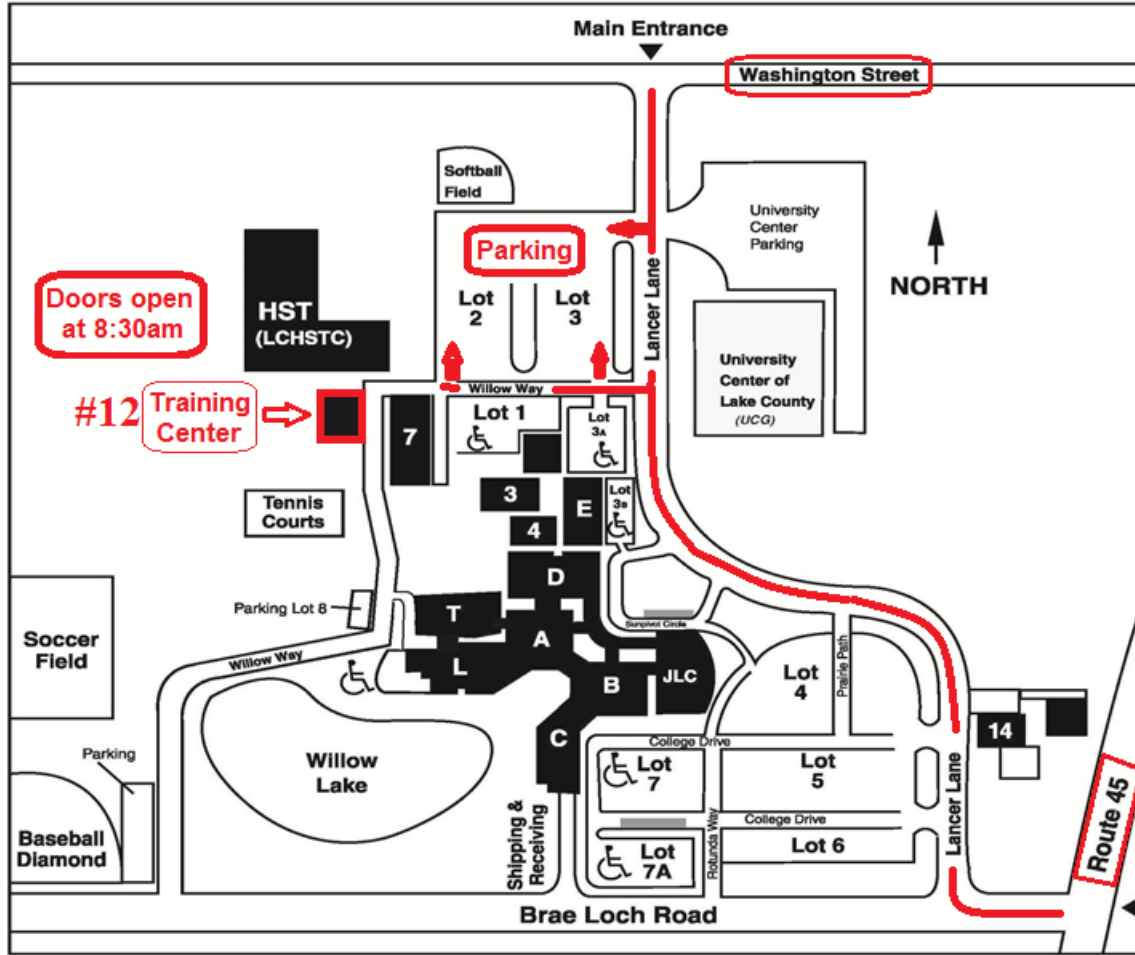 Main Entrance
Washington Street
Softball
Field
University
Center
Parking
Parking
NORTH
Doors open
at 8:30am
HST
(LCHSTC)
Lot
2
Lot
3
Lancer Lane
University
Center of
Lake County
(UCG)
Willow Way
#12
Training
Center
7
Lot 1
Lot
3A
3
E
Lot
3B
4
Tennis
Courts
D
Parking Lot 8
T
A
Sunpivot Circle
Soccer
Field
Willow Way
L
B
JLC
Lot
4
Prairie Path
14
C
College Drive
Parking
Willow
Lake
Lot
7
Lot
5
Route 45
Baseball
Diamond
Shipping &
Receiving
College Drive
Rotunda Way
Lancer Lane
Lot
7A
Lot 6
Brae Loch Road